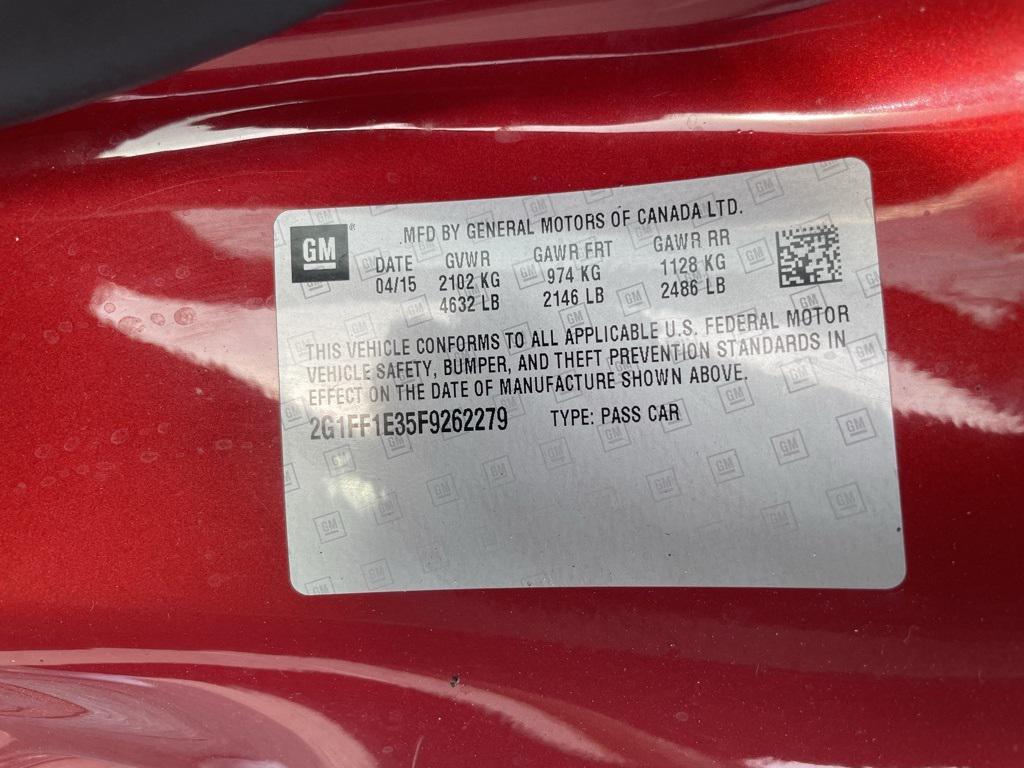 GM®
MFD BY GENERAL MOTORS OF CANADA LTD.
DATE GVWR GAWR FRT GAWR RR
04/15 2102 KG 974 KG 1128 KG
4632 LB 2146 LB 2486 LB
THIS VEHICLE CONFORMS TO ALL APPLICABLE U.S. FEDERAL MOTOR
VEHICLE SAFETY, BUMPER, AND THEFT PREVENTION STANDARDS IN
EFFECT ON THE DATE OF MANUFACTURE SHOWN ABOVE.
2G1FF1E35F9262279 TYPE: PASS CAR